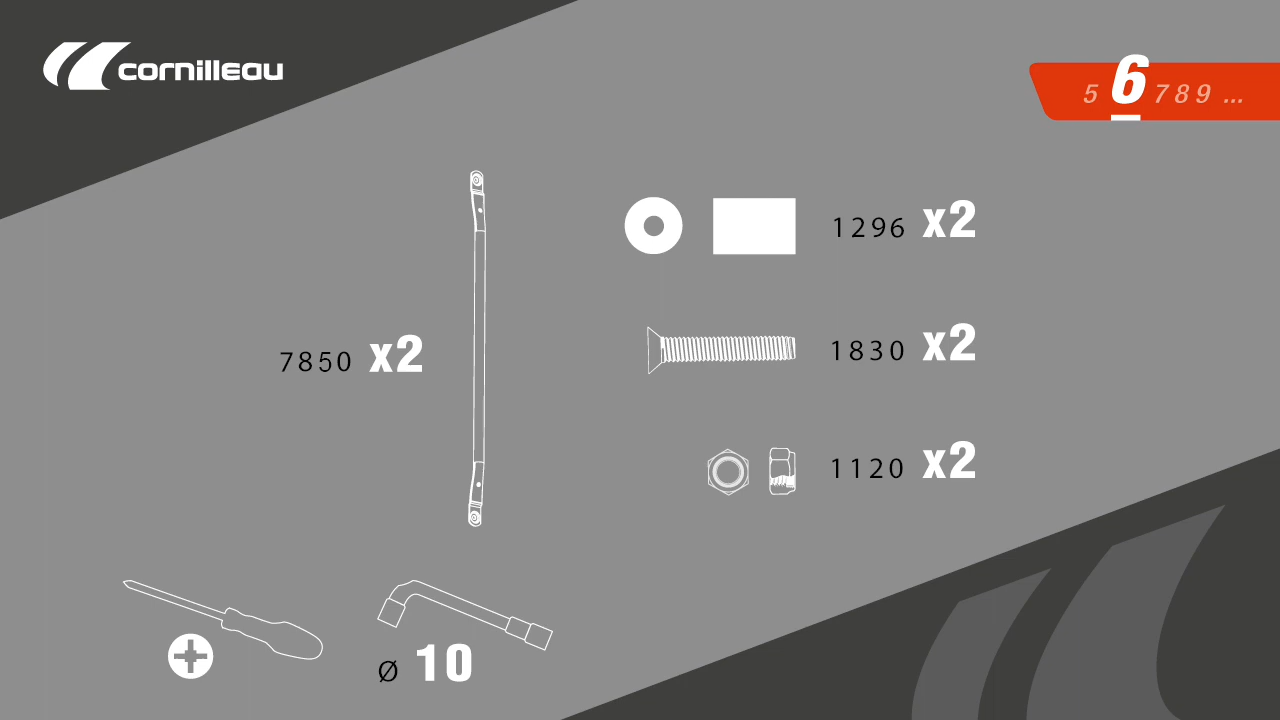 cornilleau
5 6 7 8 9 ...
1296 x2
7850 x2
1830 x2
1120 x2
Ø 10